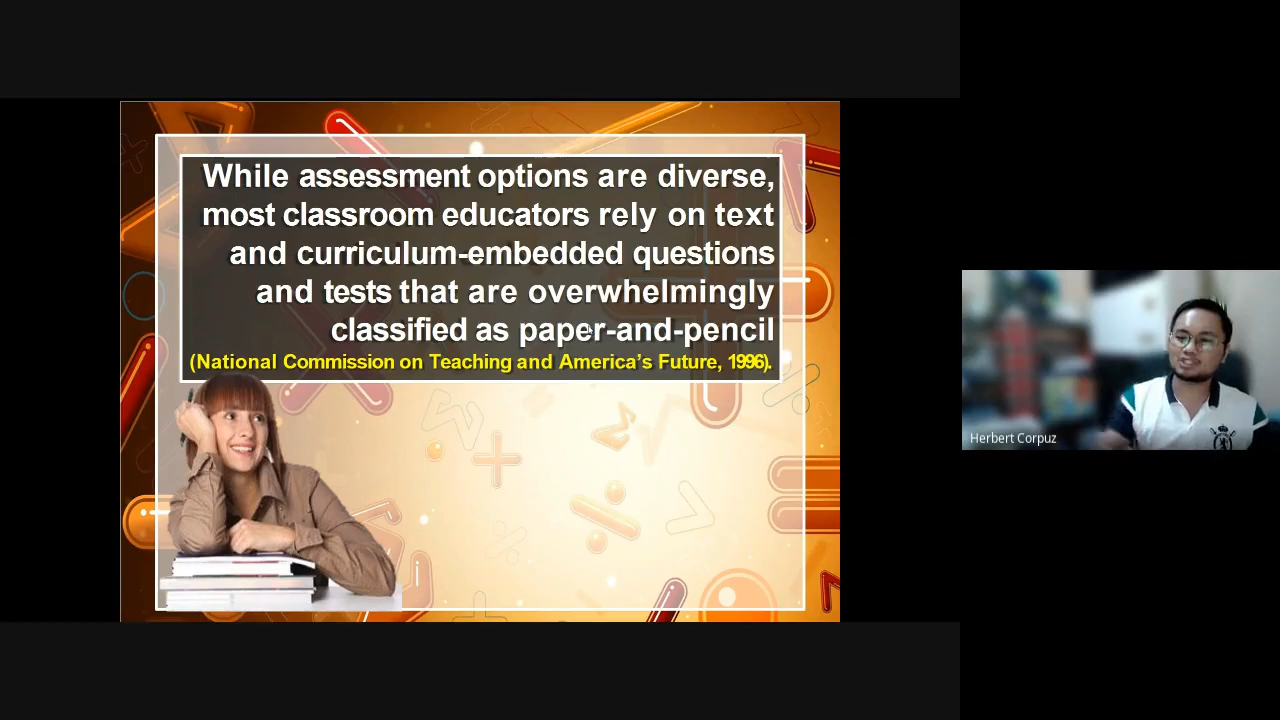 While assessment options are diverse,
most classroom educators rely on text
and curriculum-embedded questions
and tests that are overwhelmingly
classified as paper-and-pencil
(National Commission on Teaching and America's Future, 1996).
Herbert Corpuz